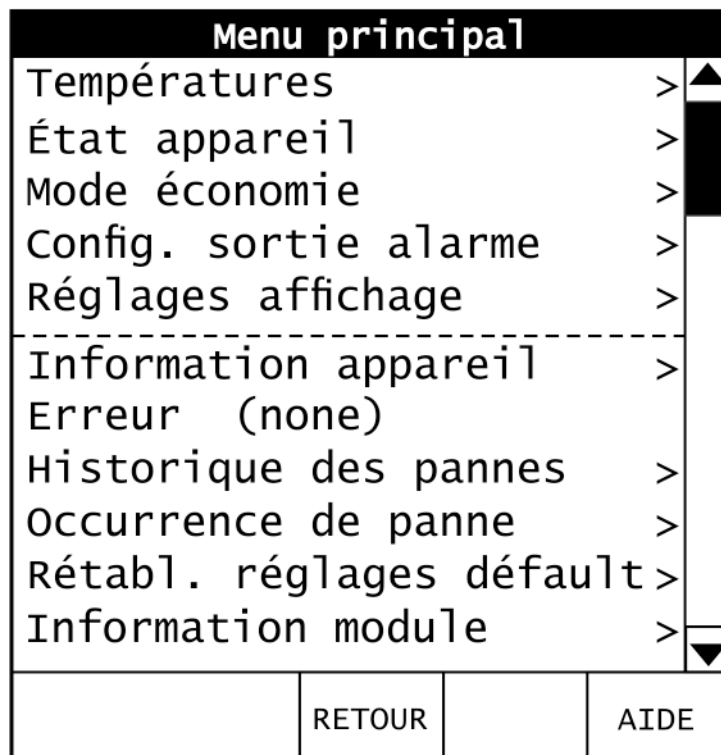 Menu principal
Températures >
État appareil >
Mode économie >
Config. sortie alarme >
Réglages affichage >
Information appareil >
Erreur (none)
Historique des pannes >
Occurrence de panne >
Rétabl. réglages défault >
Information module >
RETOUR AIDE